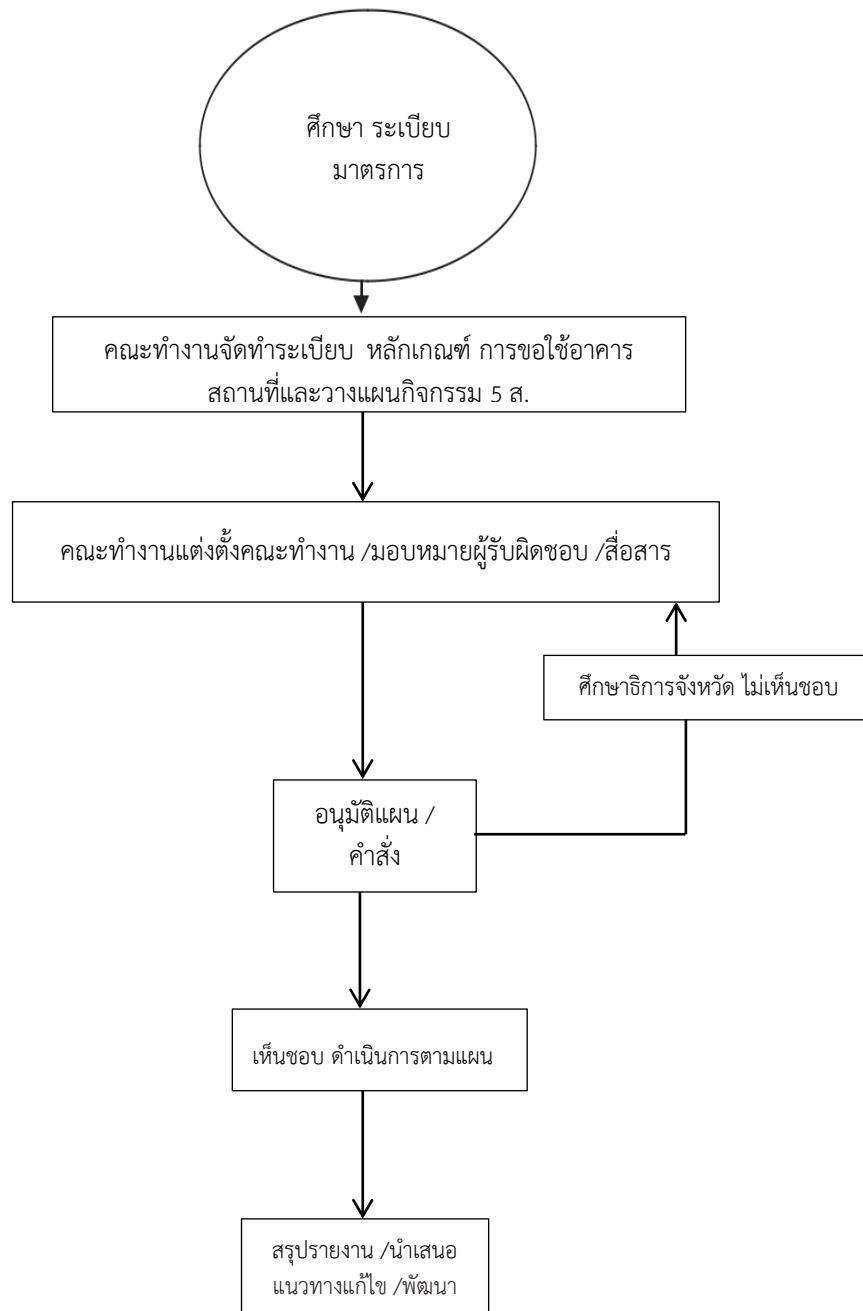 ศึกษา ระเบียบ
มาตรการ
คณะทำงานจัดทำระเบียบ หลักเกณฑ์ การขอใช้อาคาร
สถานที่และวางแผนกิจกรรม 5 ส.
คณะทำงานแต่งตั้งคณะทำงาน /มอบหมายผู้รับผิดชอบ /สื่อสาร
ศึกษาธิการจังหวัด ไม่เห็นชอบ
อนุมัติแผน /
คำสั่ง
เห็นชอบ ดำเนินการตามแผน
สรุปรายงาน /นำเสนอ
แนวทางแก้ไข /พัฒนา